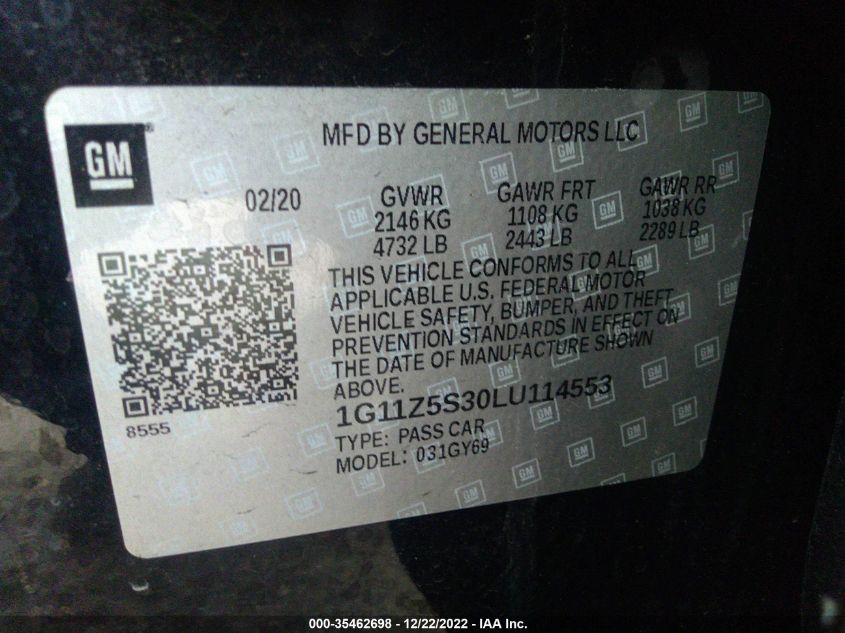 GM
MFD BY GENERAL MOTORS LLC
02/20 GVWR GAWR FRT GAWR RR
2146 KG 1108 KG 1038 KG
4732 LB 2443 LB 2289 LB
THIS VEHICLE CONFORMS TO ALL
APPLICABLE U.S. FEDERAL MOTOR
VEHICLE SAFETY, BUMPER, AND THEFT
PREVENTION STANDARDS IN EFFECT ON
THE DATE OF MANUFACTURE SHOWN
ABOVE.
8555
1G11Z5S30LU114553
TYPE: PASS CAR
MODEL: 031GY69
000-35462698 - 12/22/2022 - IAA Inc.